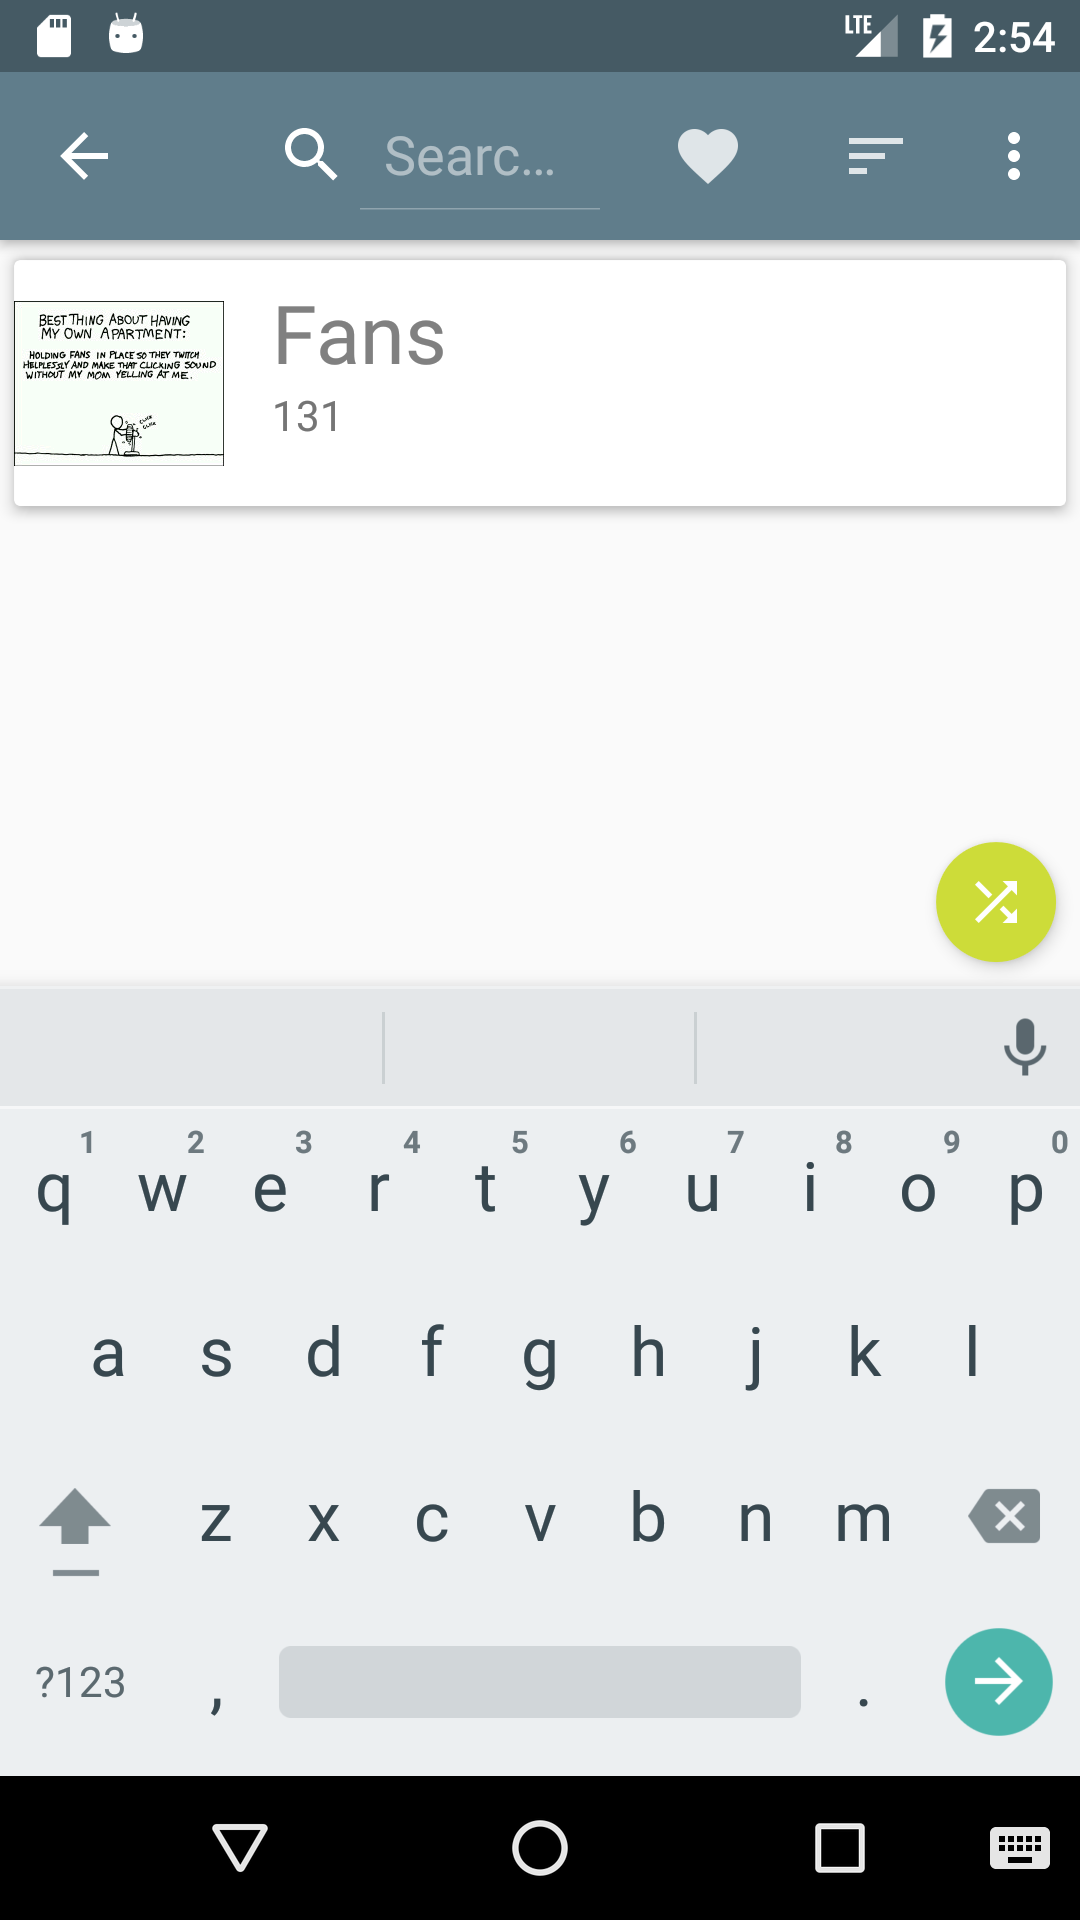 LTE 2:54
Searc...
BEST THING ABOUT HAVING
MY OWN APARTMENT:
HOLDING FANS IN PLACE SO THEY TWITCH
HELPLESSLY AND MAKE THAT CLICKING SOUND
WITHOUT MY MOM YELLING AT ME.
CLICK
CLICK
Fans
131
1 2 3 4 5 6 7 8 9 0
q w e r t y u i o p
a s d f g h j k l
z x c v b n m
?123 , .